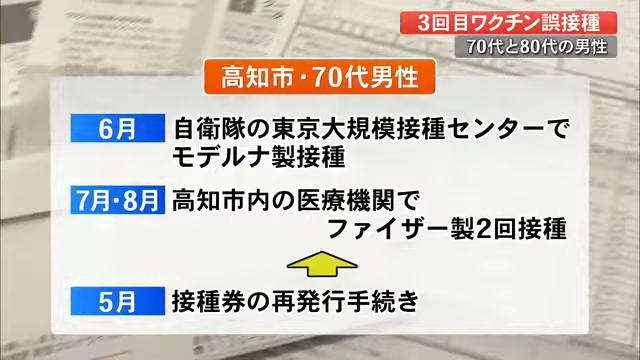 3回目ワクチン誤接種
70代と80代の男性
高知市・70代男性
6月 自衛隊の東京大規模接種センターで
モデルナ製接種
7月・8月 高知市内の医療機関で
ファイザー製2回接種
5月 接種券の再発行手続き